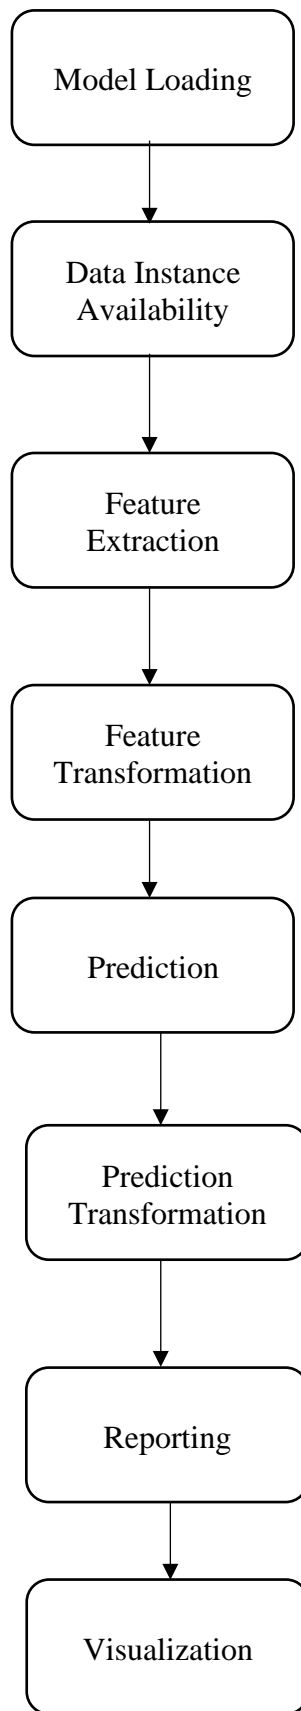 Model Loading
Data Instance
Availability
Feature
Extraction
Feature
Transformation
Prediction
Prediction
Transformation
Reporting
Visualization